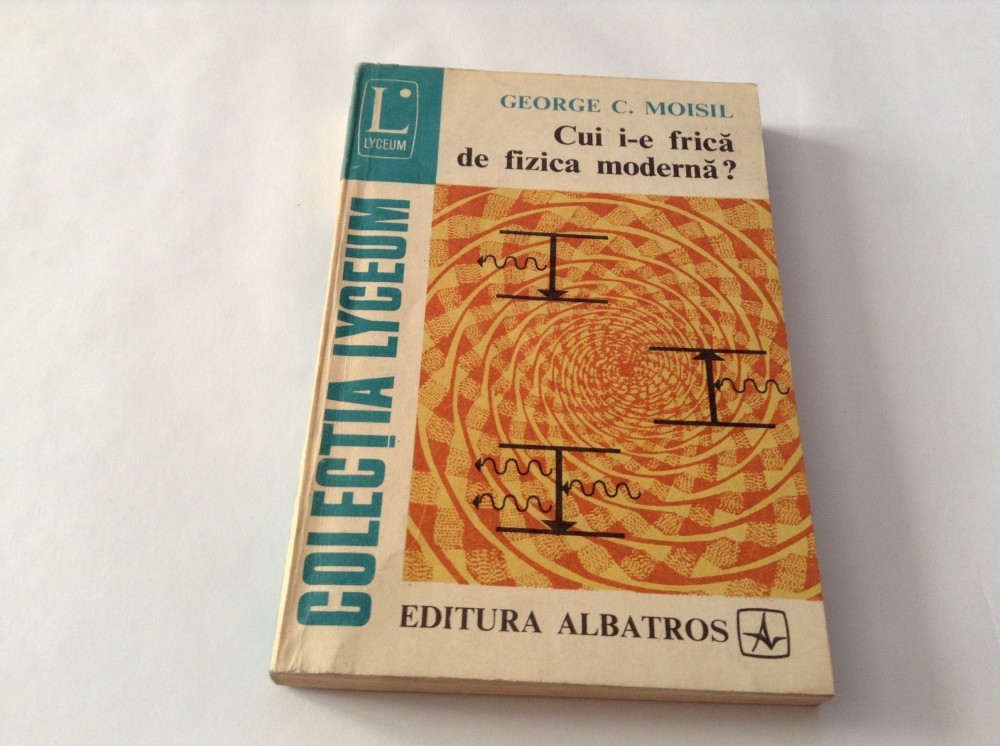 L
LYCEUM
GEORGE C. MOISIL
Cui i-e frică
de fizica modernă?
COLECȚIA LYCEUM
EDITURA ALBATROS